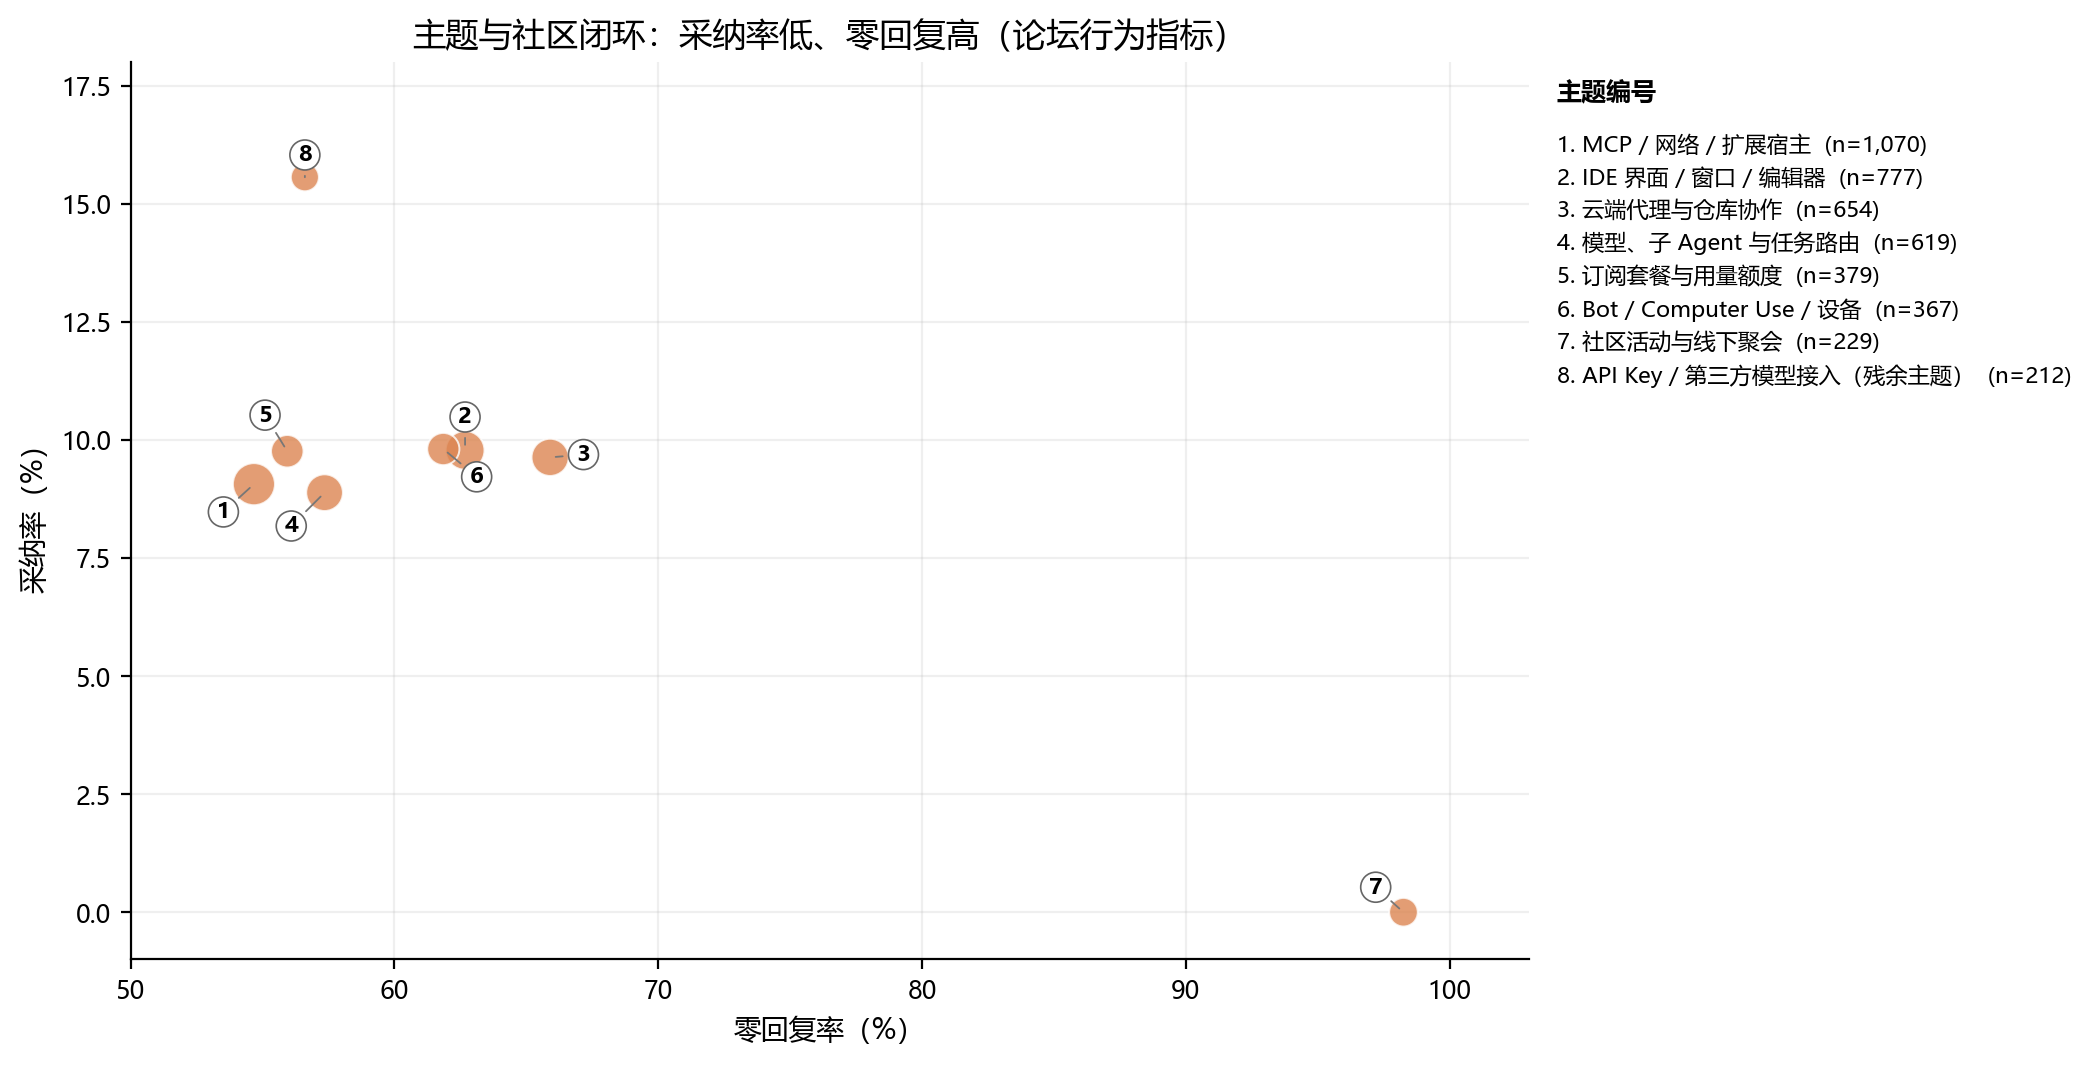 主题与社区闭环：采纳率低、零回复高（论坛行为指标）
采纳率（%）
17.5
15.0
12.5
10.0
7.5
5.0
2.5
0.0
8
5
2
3
6
1
4
7
50
60
70
80
90
100
零回复率（%）
主题编号
1. MCP / 网络 / 扩展宿主（n=1,070）
2. IDE 界面 / 窗口 / 编辑器（n=777）
3. 云端代理与仓库协作（n=654）
4. 模型、子 Agent 与任务路由（n=619）
5. 订阅套餐与用量额度（n=379）
6. Bot / Computer Use / 设备（n=367）
7. 社区活动与线下聚会（n=229）
8. API Key / 第三方模型接入（残余主题）（n=212）